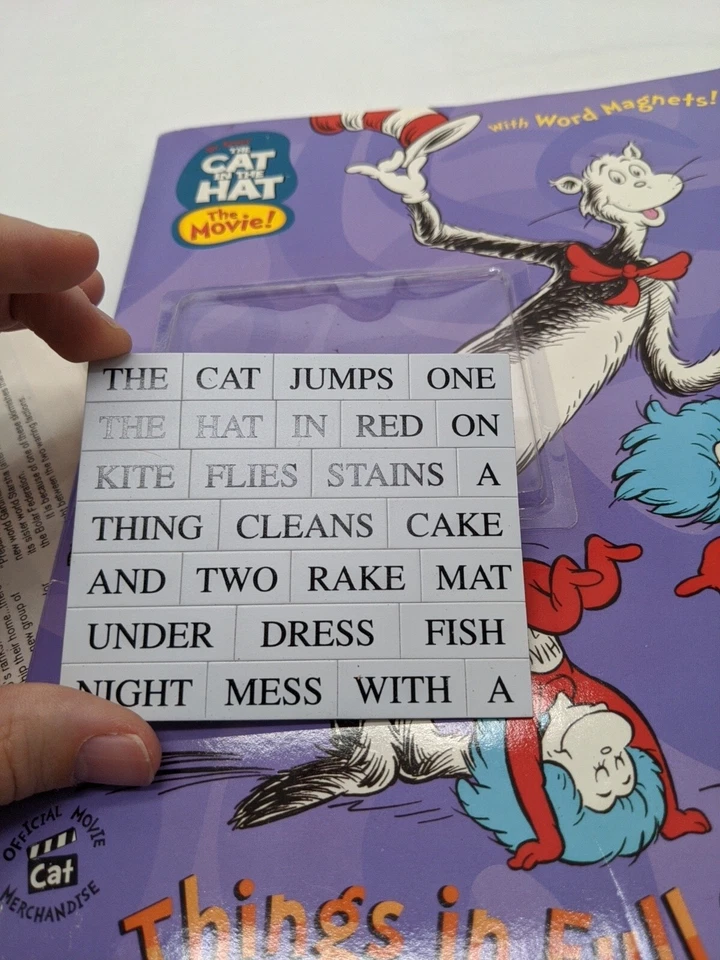 With Word Magnets!
THE
CAT
IN THE
HAT
The
Movie!
THE CAT JUMPS ONE
THE HAT IN RED ON
KITE FLIES STAINS A
THING CLEANS CAKE
AND TWO RAKE MAT
UNDER DRESS FISH
NIGHT MESS WITH A
OFFICIAL MOVIE
Cat
MERCHANDISE
Things in